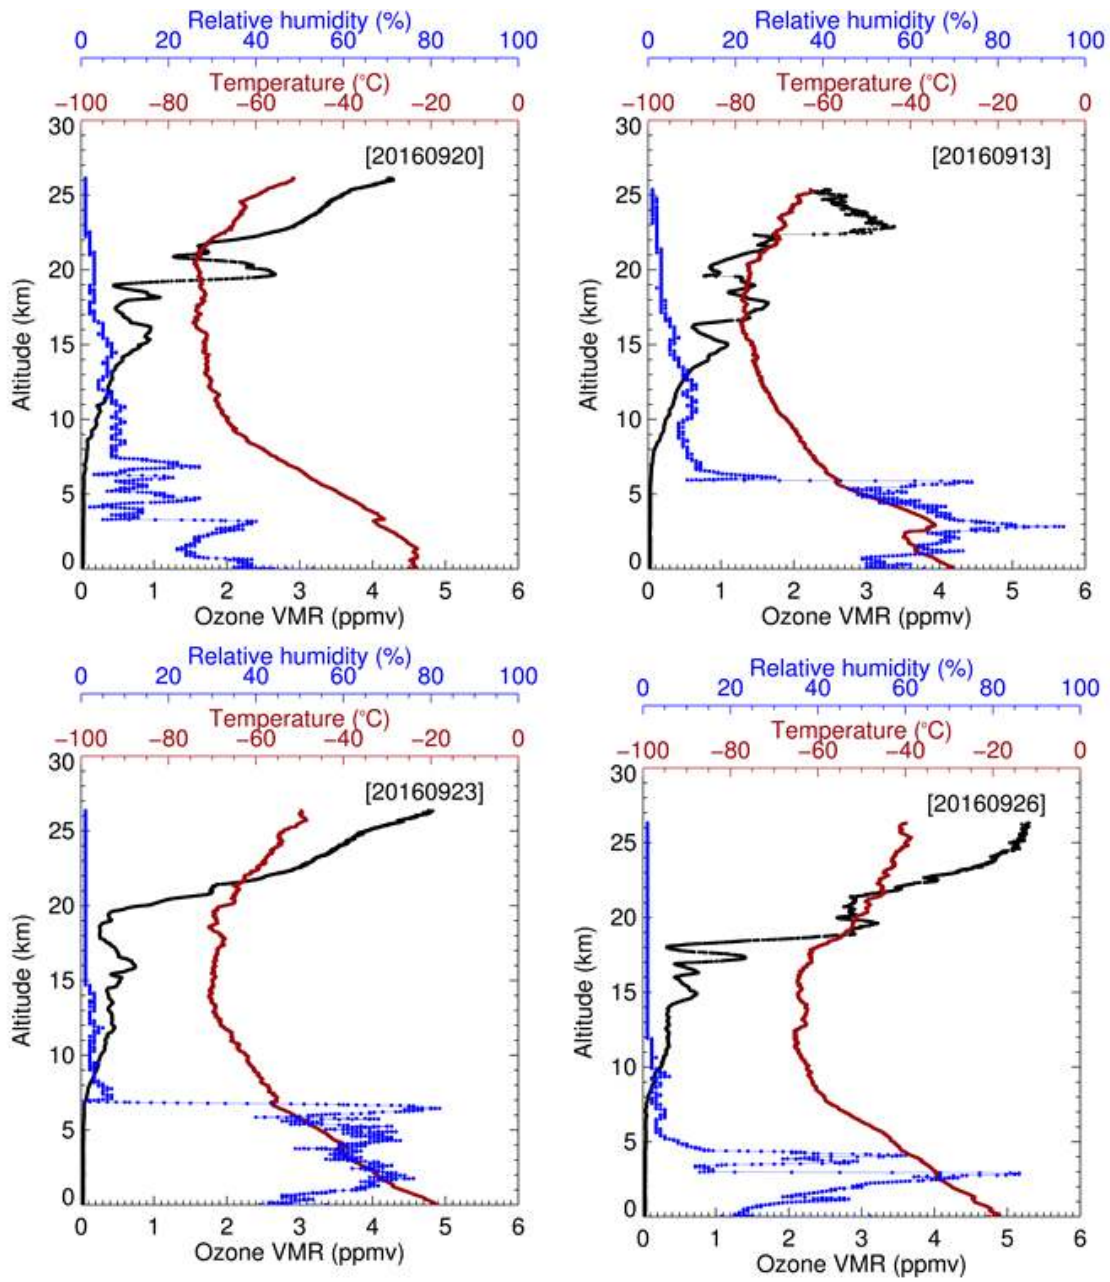 Relative humidity (%)
0 20 40 60 80 100
Temperature (°C)
−100 −80 −60 −40 −20 0
30
25
20
15
10
5
0
Altitude (km)
[20160920]
0 1 2 3 4 5 6
Ozone VMR (ppmv)
Relative humidity (%)
0 20 40 60 80 100
Temperature (°C)
−100 −80 −60 −40 −20 0
30
25
20
15
10
5
0
Altitude (km)
[20160913]
0 1 2 3 4 5 6
Ozone VMR (ppmv)
Relative humidity (%)
0 20 40 60 80 100
Temperature (°C)
−100 −80 −60 −40 −20 0
30
25
20
15
10
5
0
Altitude (km)
[20160923]
0 1 2 3 4 5 6
Ozone VMR (ppmv)
Relative humidity (%)
0 20 40 60 80 100
Temperature (°C)
−100 −80 −60 −40 −20 0
30
25
20
15
10
5
0
Altitude (km)
[20160926]
0 1 2 3 4 5 6
Ozone VMR (ppmv)